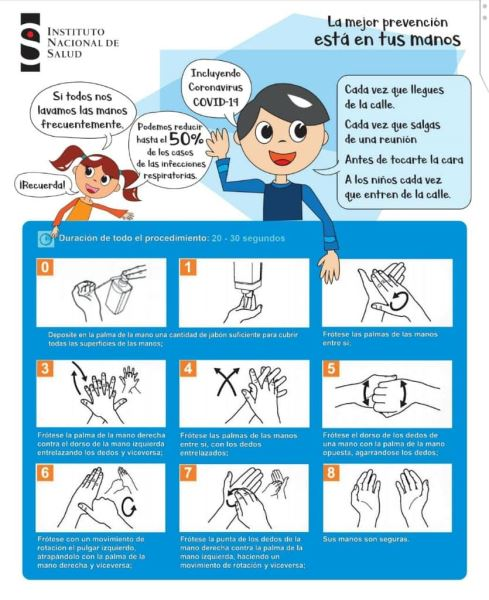 INSTITUTO
NACIONAL DE
SALUD
La mejor prevención
está en tus manos
Si todos nos
lavamos las manos
frecuentemente,
Podemos reducir
hasta el 50%
de los casos
de las infecciones
respiratorias.
Incluyendo
Coronavirus
COVID-19
¡Recuerda!
Cada vez que llegues
de la calle.
Cada vez que salgas
de una reunión
Antes de tocarte la cara
A los niños cada vez
que entren de la calle.
Duración de todo el procedimiento: 20 - 30 segundos
0
1
Deposite en la palma de la mano una cantidad de jabón suficiente para cubrir
todas las superficies de las manos;
2
Frótese las palmas de las manos
entre sí;
3
Frótese la palma de la mano derecha
contra el dorso de la mano izquierda
entrelazando los dedos y viceversa;
4
Frótese las palmas de las manos
entre sí, con los dedos
entrelazados;
5
Frótese el dorso de los dedos de
una mano con la palma de la mano
opuesta, agarrándose los dedos;
6
Frótese con un movimiento de
rotación el pulgar izquierdo,
atrapándolo con la palma de la
mano derecha y viceversa;
7
Frótese la punta de los dedos de la
mano derecha contra la palma de la
mano izquierda, haciendo un
movimiento de rotación y viceversa;
8
Sus manos son seguras.